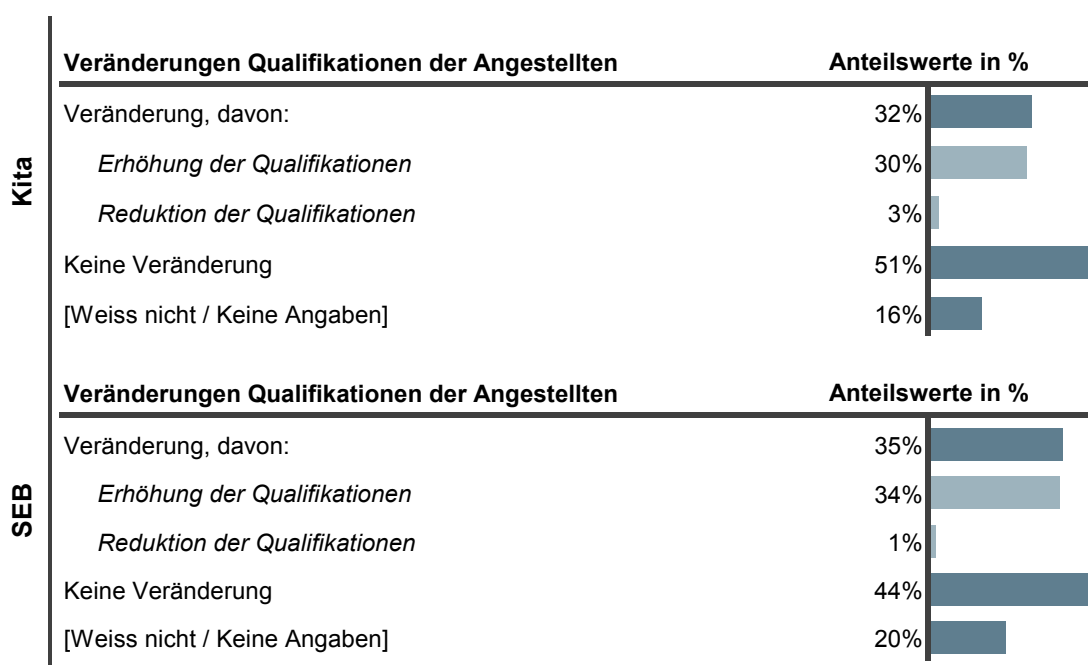 Kita
Veränderungen Qualifikationen der Angestellten Anteilswerte in %
Veränderung, davon: 32%
Erhöhung der Qualifikationen 30%
Reduktion der Qualifikationen 3%
Keine Veränderung 51%
[Weiss nicht / Keine Angaben] 16%
SEB
Veränderungen Qualifikationen der Angestellten Anteilswerte in %
Veränderung, davon: 35%
Erhöhung der Qualifikationen 34%
Reduktion der Qualifikationen 1%
Keine Veränderung 44%
[Weiss nicht / Keine Angaben] 20%